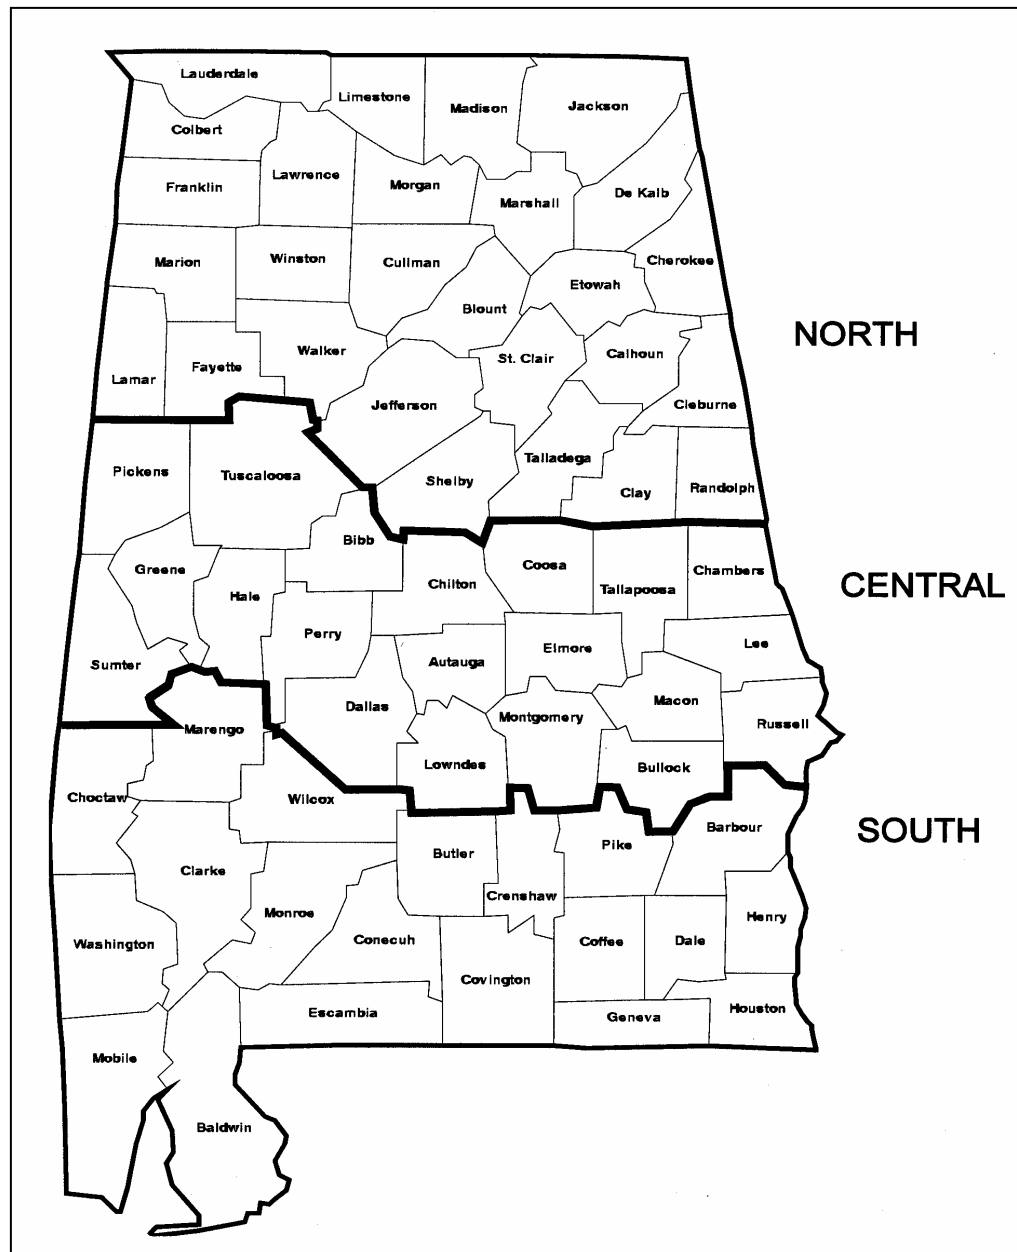 Lauderdale
Limestone
Madison
Jackson
Colbert
Lawrence
Franklin
Morgan
De Kalb
Marshall
Marion
Winston
Cullman
Cherokee
Etowah
Blount
NORTH
Walker
St. Clair
Calhoun
Fayette
Lamar
Jefferson
Cleburne
Talladega
Pickens
Tuscaloosa
Shelby
Clay
Randolph
Bibb
Greene
Coosa
Chambers
Chilton
Tallapoosa
CENTRAL
Hale
Perry
Lee
Elmore
Sumter
Autauga
Macon
Dallas
Montgomery
Russell
Marengo
Lowndes
Bullock
Choctaw
Wilcox
Barbour
SOUTH
Pike
Butler
Clarke
Crenshaw
Monroe
Henry
Washington
Conecuh
Coffee
Dale
Covington
Escambia
Geneva
Houston
Mobile
Baldwin